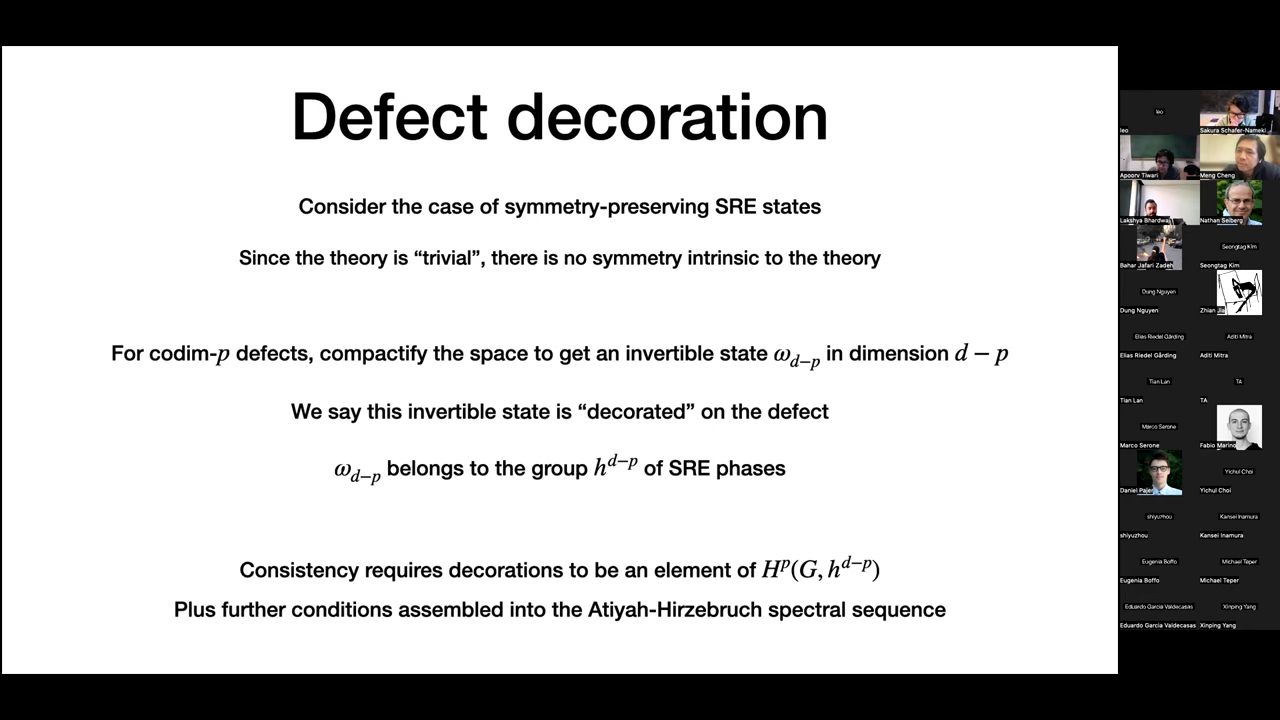 Defect decoration
Consider the case of symmetry-preserving SRE states
Since the theory is “trivial”, there is no symmetry intrinsic to the theory
For codim-p defects, compactify the space to get an invertible state ω_{d−p} in dimension d − p
We say this invertible state is “decorated” on the defect
ω_{d−p} belongs to the group h^{d−p} of SRE phases
Consistency requires decorations to be an element of H^p(G, h^{d−p})
Plus further conditions assembled into the Atiyah-Hirzebruch spectral sequence
leo
leo
Sakura Schafer-Nameki
Apoorv Tiwari
Meng Cheng
Lakshya Bhardwaj
Nathan Seiberg
Bahar Jafari Zadeh
Seongtag Kim
Seongtag Kim
Dung Nguyen
Dung Nguyen
Zhian Jia
Elias Riedel Gårding
Aditi Mitra
Elias Riedel Gårding
Aditi Mitra
Tian Lan
TA
Tian Lan
TA
Marco Serone
Marco Serone
Fabio Marino
Yichul Choi
Daniel Pajer
Yichul Choi
shiyuzhou
Kansei Inamura
shiyuzhou
Kansei Inamura
Eugenia Boffo
Michael Teper
Eugenia Boffo
Michael Teper
Eduardo Garcia Valdecasas
Xinping Yang
Eduardo Garcia Valdecasas
Xinping Yang